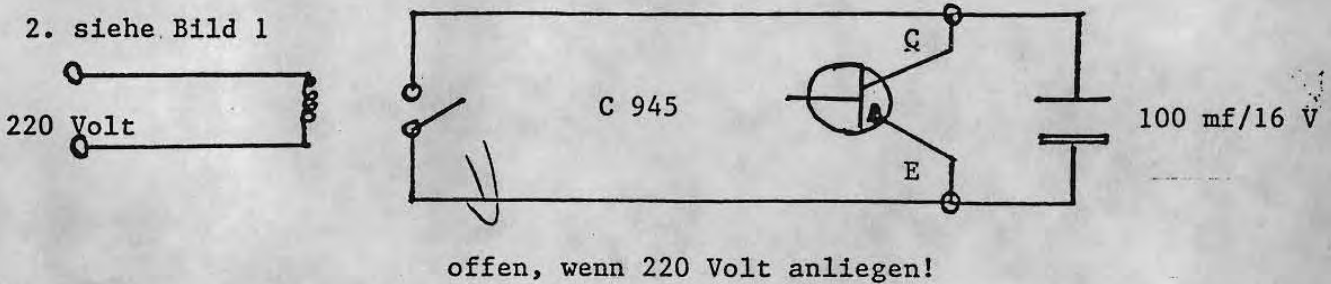 2. siehe Bild 1
C
220 Volt
C 945
100 mf/16 V
E
offen, wenn 220 Volt anliegen!